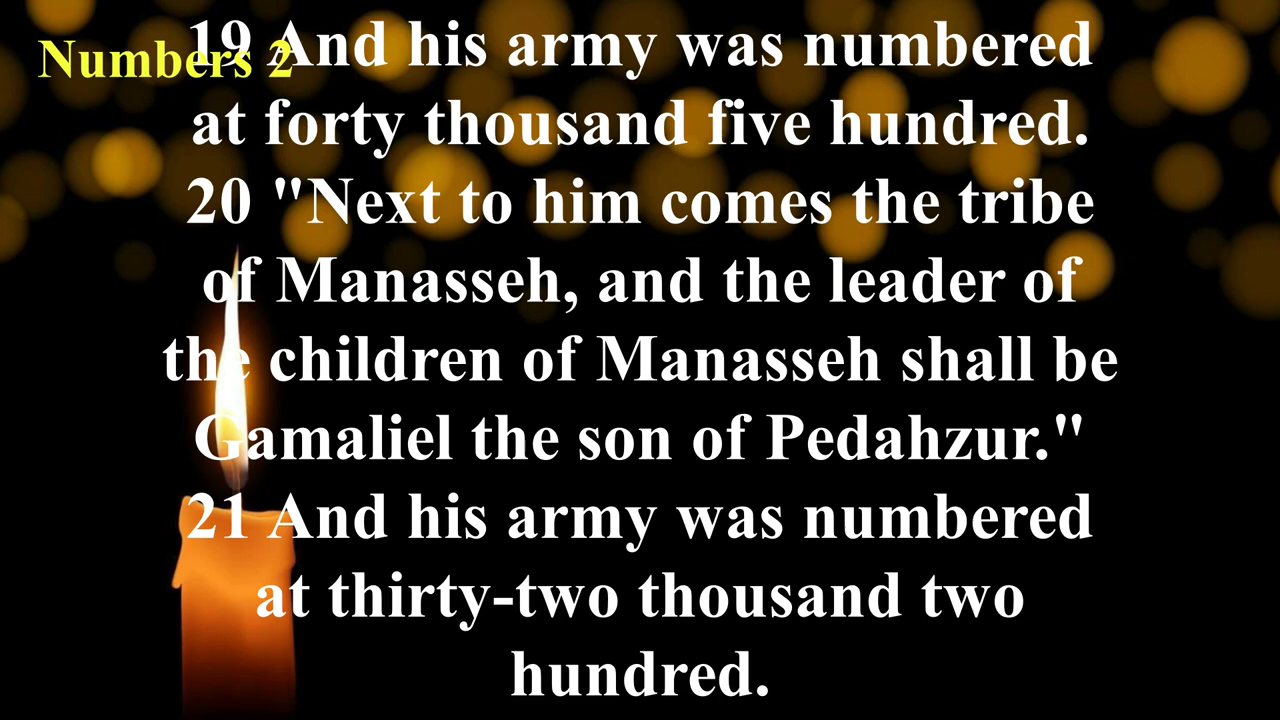 Numbers 2
19 And his army was numbered
at forty thousand five hundred.
20 "Next to him comes the tribe
of Manasseh, and the leader of
the children of Manasseh shall be
Gamaliel the son of Pedahzur."
21 And his army was numbered
at thirty-two thousand two
hundred.